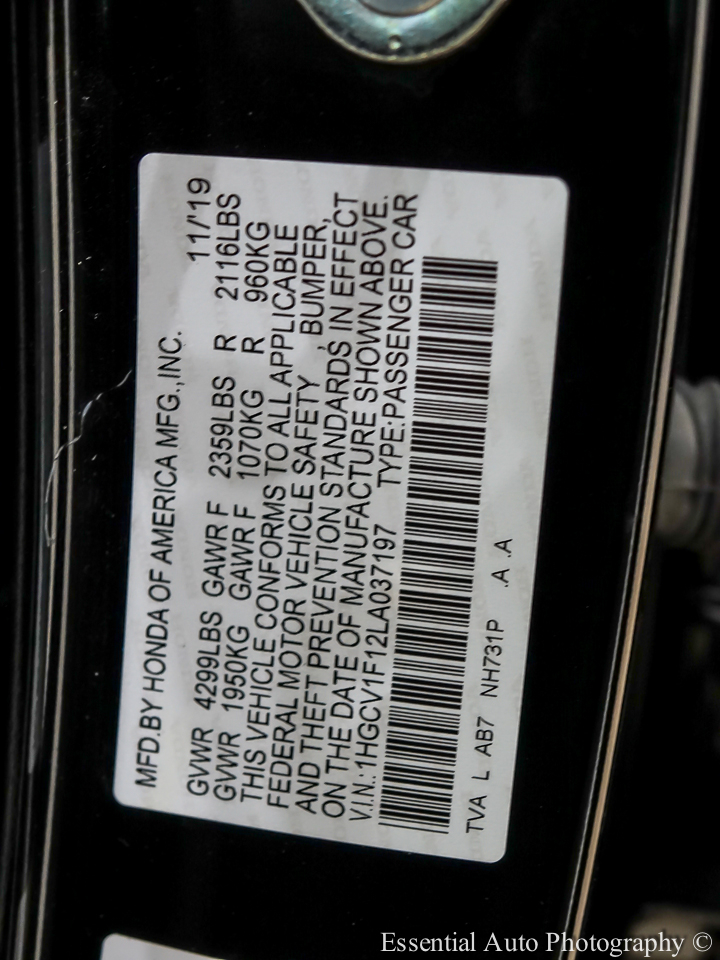 MFD.BY HONDA OF AMERICA MFG.,INC.
11/'19
GVWR 4299LBS GAWR F 2359LBS R 2116LBS
GVWR 1950KG GAWR F 1070KG R 960KG
THIS VEHICLE CONFORMS TO ALL APPLICABLE
FEDERAL MOTOR VEHICLE SAFETY , BUMPER,
AND THEFT PREVENTION STANDARDS IN EFFECT
ON THE DATE OF MANUFACTURE SHOWN ABOVE.
V.I.N.:1HGCV1F12LA037197 TYPE:PASSENGER CAR
TVA L AB7 NH731P .A .A
Essential Auto Photography ©